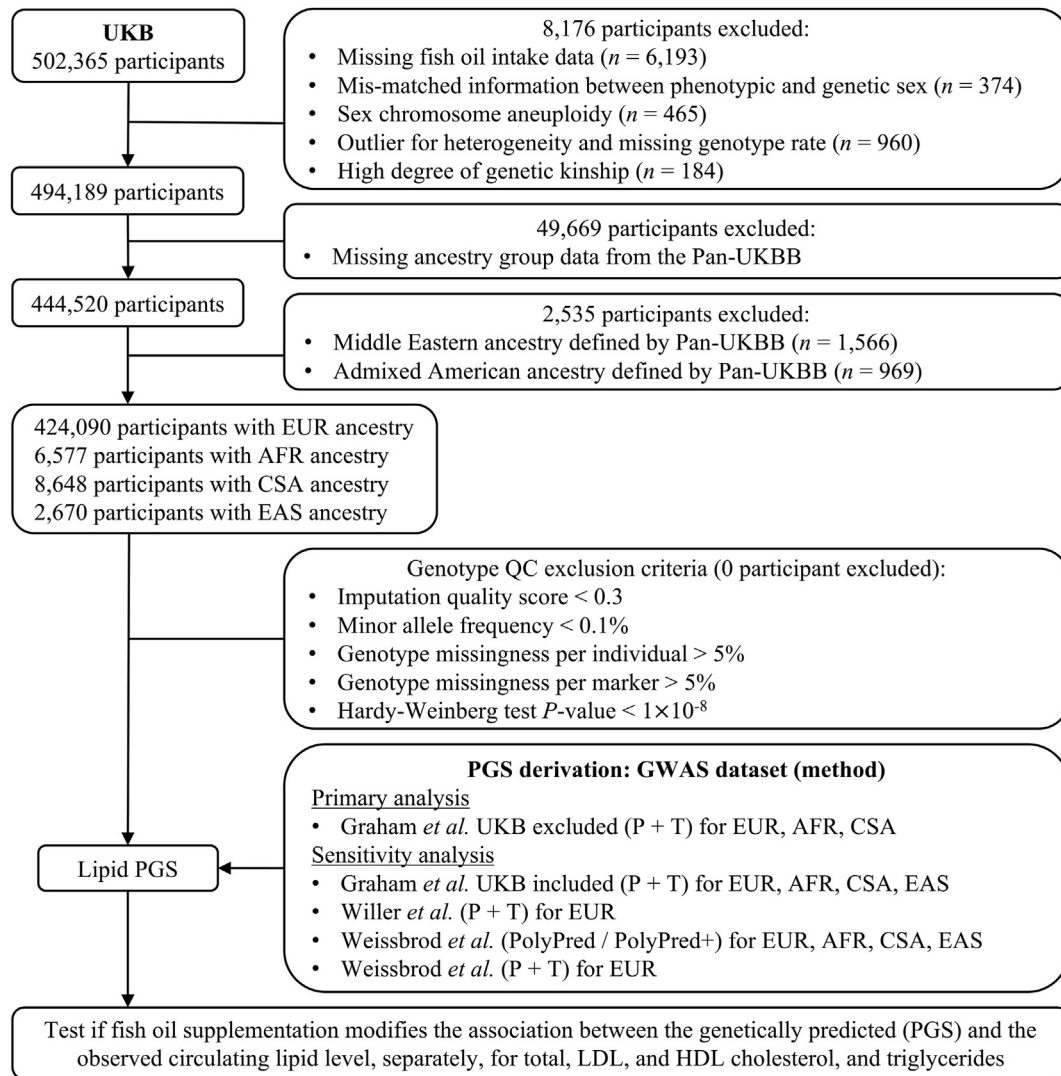 UKB
502,365 participants
8,176 participants excluded:
• Missing fish oil intake data (n = 6,193)
• Mis-matched information between phenotypic and genetic sex (n = 374)
• Sex chromosome aneuploidy (n = 465)
• Outlier for heterogeneity and missing genotype rate (n = 960)
• High degree of genetic kinship (n = 184)
494,189 participants
49,669 participants excluded:
• Missing ancestry group data from the Pan-UKBB
444,520 participants
2,535 participants excluded:
• Middle Eastern ancestry defined by Pan-UKBB (n = 1,566)
• Admixed American ancestry defined by Pan-UKBB (n = 969)
424,090 participants with EUR ancestry
6,577 participants with AFR ancestry
8,648 participants with CSA ancestry
2,670 participants with EAS ancestry
Genotype QC exclusion criteria (0 participant excluded):
• Imputation quality score < 0.3
• Minor allele frequency < 0.1%
• Genotype missingness per individual > 5%
• Genotype missingness per marker > 5%
• Hardy-Weinberg test P-value < 1×10⁻⁸
PGS derivation: GWAS dataset (method)
Primary analysis
• Graham et al. UKB excluded (P + T) for EUR, AFR, CSA
Sensitivity analysis
• Graham et al. UKB included (P + T) for EUR, AFR, CSA, EAS
• Willer et al. (P + T) for EUR
• Weissbrod et al. (PolyPred / PolyPred+) for EUR, AFR, CSA, EAS
• Weissbrod et al. (P + T) for EUR
Lipid PGS
Test if fish oil supplementation modifies the association between the genetically predicted (PGS) and the
observed circulating lipid level, separately, for total, LDL, and HDL cholesterol, and triglycerides